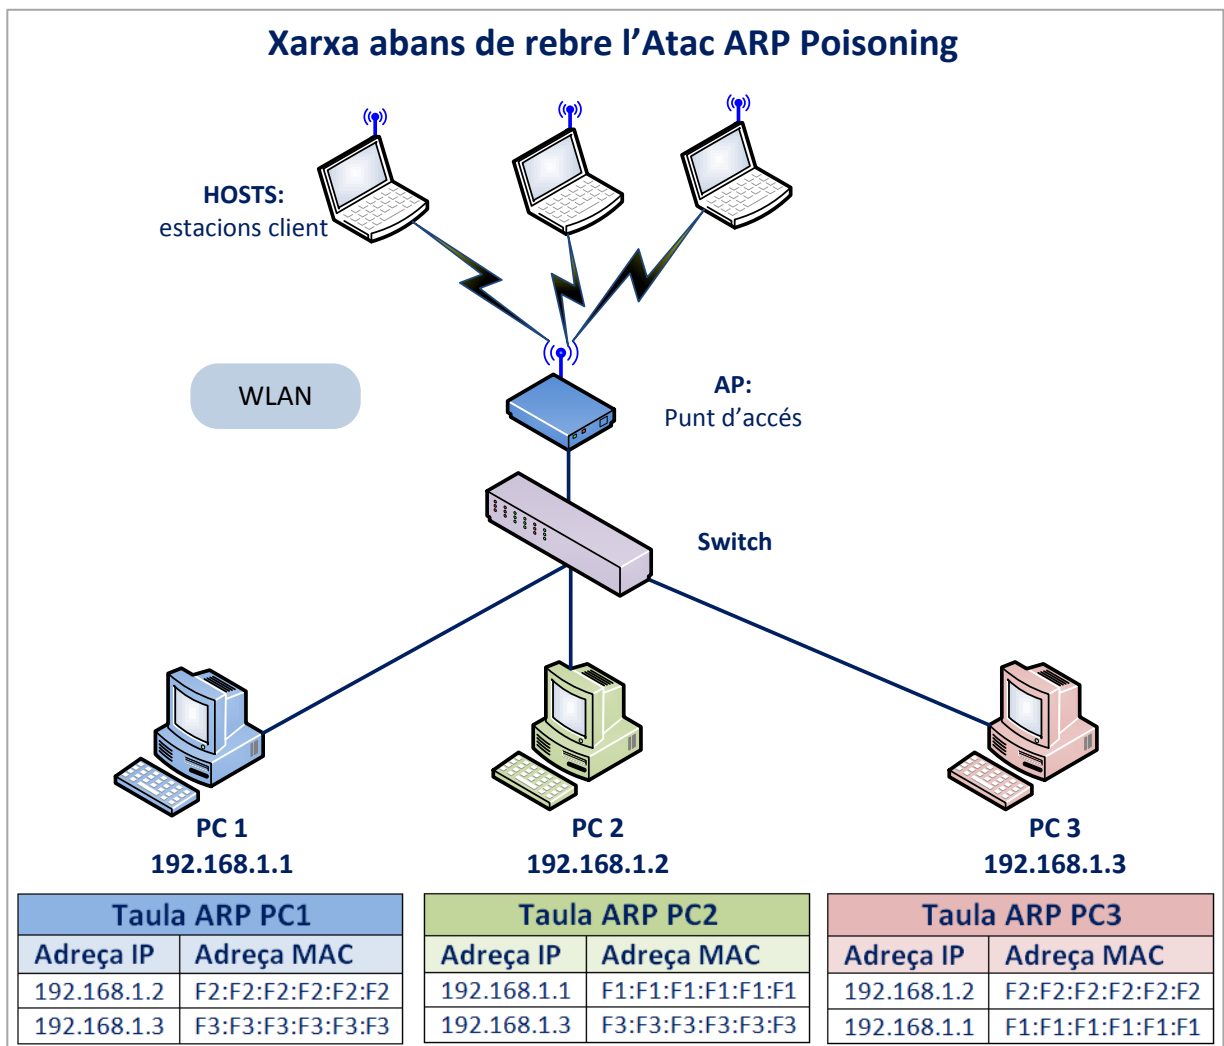 Xarxa abans de rebre l’Atac ARP Poisoning
HOSTS:
estacions client
WLAN
AP:
Punt d’accés
Switch
PC 1
192.168.1.1
PC 2
192.168.1.2
PC 3
192.168.1.3
Taula ARP PC1
Adreça IP Adreça MAC
192.168.1.2 F2:F2:F2:F2:F2:F2
192.168.1.3 F3:F3:F3:F3:F3:F3
Taula ARP PC2
Adreça IP Adreça MAC
192.168.1.1 F1:F1:F1:F1:F1:F1
192.168.1.3 F3:F3:F3:F3:F3:F3
Taula ARP PC3
Adreça IP Adreça MAC
192.168.1.2 F2:F2:F2:F2:F2:F2
192.168.1.1 F1:F1:F1:F1:F1:F1